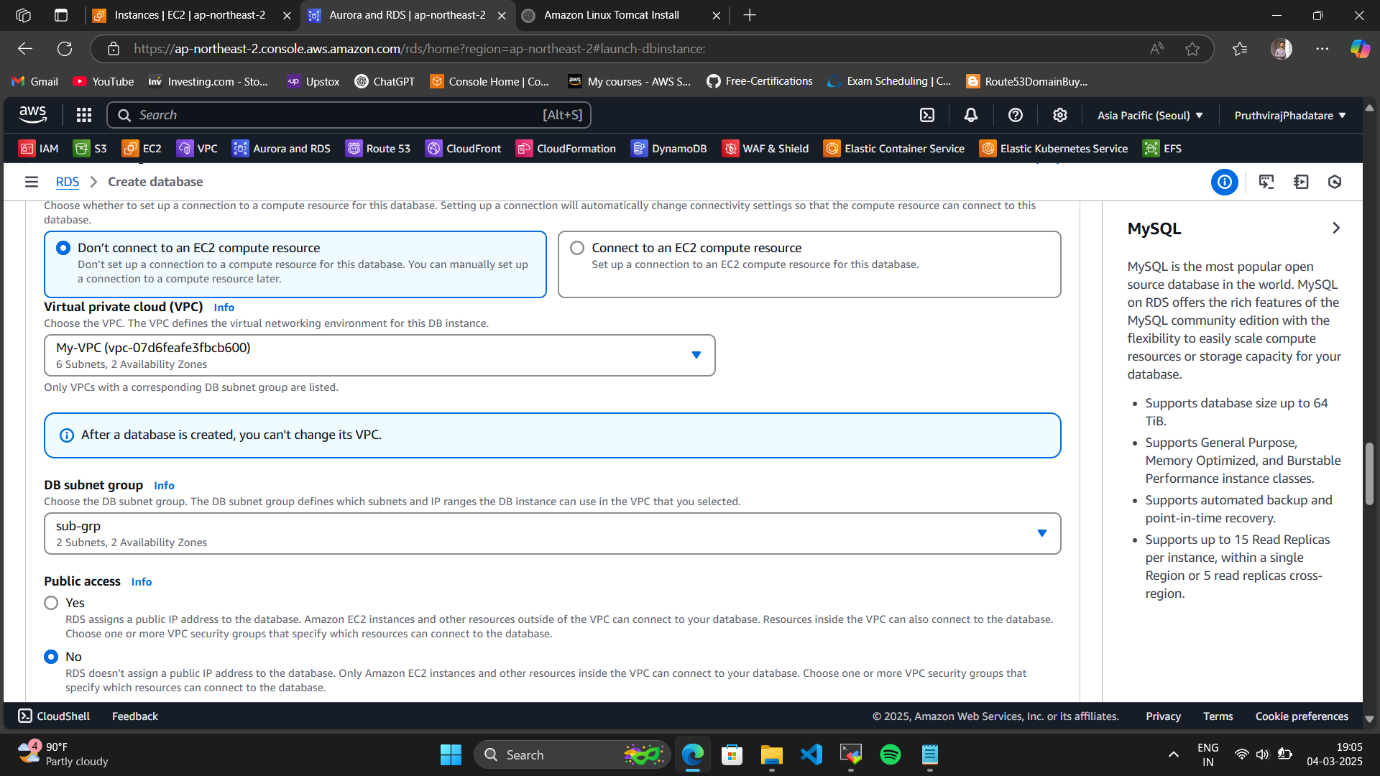 Instances | EC2 | ap-northeast-2
Aurora and RDS | ap-northeast-2
Amazon Linux Tomcat Install
https://ap-northeast-2.console.aws.amazon.com/rds/home?region=ap-northeast-2#launch-dbinstance:
Gmail
YouTube
Investing.com - Sto...
Upstox
ChatGPT
Console Home | Co...
My courses - AWS S...
Free-Certifications
Exam Scheduling | C...
Route53DomainBuy...
aws
Search
[Alt+S]
Asia Pacific (Seoul)
PruthvirajPhadatare
IAM
S3
EC2
VPC
Aurora and RDS
Route 53
CloudFront
CloudFormation
DynamoDB
WAF & Shield
Elastic Container Service
Elastic Kubernetes Service
EFS
RDS
Create database
Choose whether to set up a connection to a compute resource for this database. Setting up a connection will automatically change connectivity settings so that the compute resource can connect to this
database.
Don't connect to an EC2 compute resource
Don't set up a connection to a compute resource for this database. You can manually set up
a connection to a compute resource later.
Connect to an EC2 compute resource
Set up a connection to an EC2 compute resource for this database.
Virtual private cloud (VPC) Info
Choose the VPC. The VPC defines the virtual networking environment for this DB instance.
My-VPC (vpc-07d6feafe3fbcb600)
6 Subnets, 2 Availability Zones
Only VPCs with a corresponding DB subnet group are listed.
After a database is created, you can't change its VPC.
DB subnet group Info
Choose the DB subnet group. The DB subnet group defines which subnets and IP ranges the DB instance can use in the VPC that you selected.
sub-grp
2 Subnets, 2 Availability Zones
Public access Info
Yes
RDS assigns a public IP address to the database. Amazon EC2 instances and other resources outside of the VPC can connect to your database. Resources inside the VPC can also connect to the database.
Choose one or more VPC security groups that specify which resources can connect to the database.
No
RDS doesn't assign a public IP address to the database. Only Amazon EC2 instances and other resources inside the VPC can connect to your database. Choose one or more VPC security groups that
specify which resources can connect to the database.
MySQL
MySQL is the most popular open
source database in the world. MySQL
on RDS offers the rich features of the
MySQL community edition with the
flexibility to easily scale compute
resources or storage capacity for your
database.
• Supports database size up to 64
TiB.
• Supports General Purpose,
Memory Optimized, and Burstable
Performance instance classes.
• Supports automated backup and
point-in-time recovery.
• Supports up to 15 Read Replicas
per instance, within a single
Region or 5 read replicas cross-
region.
CloudShell
Feedback
© 2025, Amazon Web Services, Inc. or its affiliates.
Privacy
Terms
Cookie preferences
4
90°F
Partly cloudy
Search
ENG
IN
19:05
04-03-2025